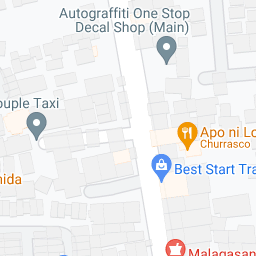 Autograffiti One Stop
Decal Shop (Main)
ouple Taxi
Apo ni Lo
Churrasco
Best Start Tra
ida
Malagasan